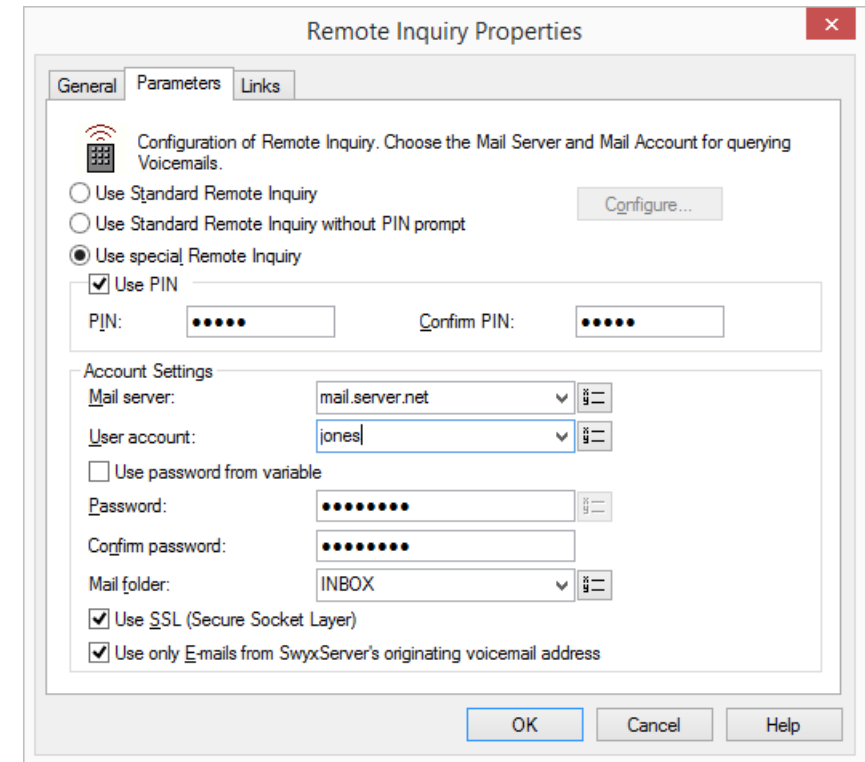 Remote Inquiry Properties
General Parameters Links
Configuration of Remote Inquiry. Choose the Mail Server and Mail Account for querying
Voicemails.
Use Standard Remote Inquiry
Configure...
Use Standard Remote Inquiry without PIN prompt
Use special Remote Inquiry
Use PIN
PIN: ●●●●● Confirm PIN: ●●●●●
Account Settings
Mail server: mail.server.net
User account: jones
Use password from variable
Password: ●●●●●●●●
Confirm password: ●●●●●●●●
Mail folder: INBOX
Use SSL (Secure Socket Layer)
Use only E-mails from SwyxServer's originating voicemail address
OK Cancel Help